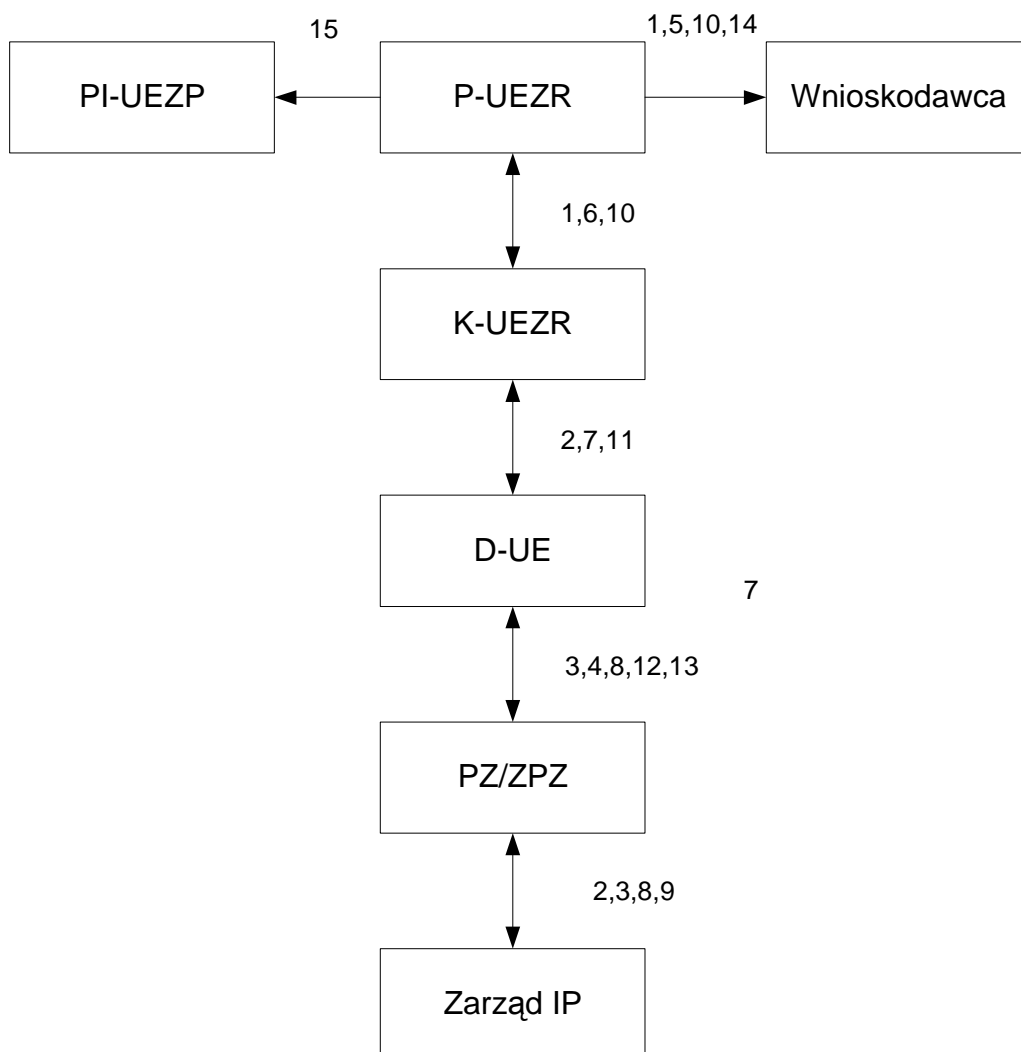 15
1,5,10,14
PI-UEZP
P-UEZR
Wnioskodawca
1,6,10
K-UEZR
2,7,11
D-UE
7
3,4,8,12,13
PZ/ZPZ
2,3,8,9
Zarząd IP